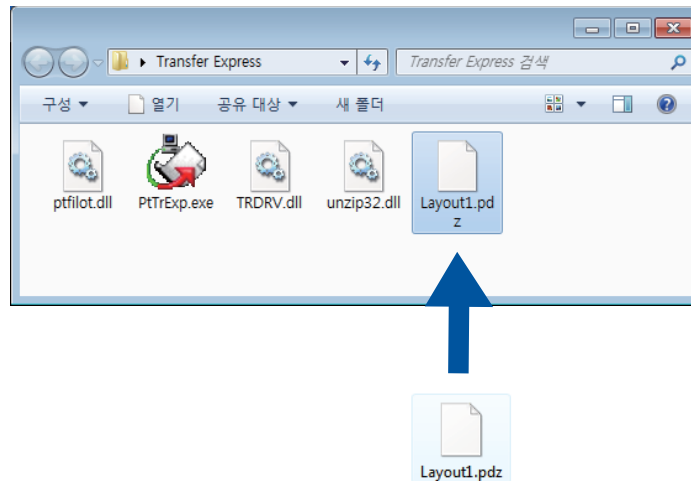 Transfer Express
Transfer Express 검색
구성
열기
공유 대상
새 폴더
ptfilot.dll
PtTrExp.exe
TRDRV.dll
unzip32.dll
Layout1.pd
z
Layout1.pdz